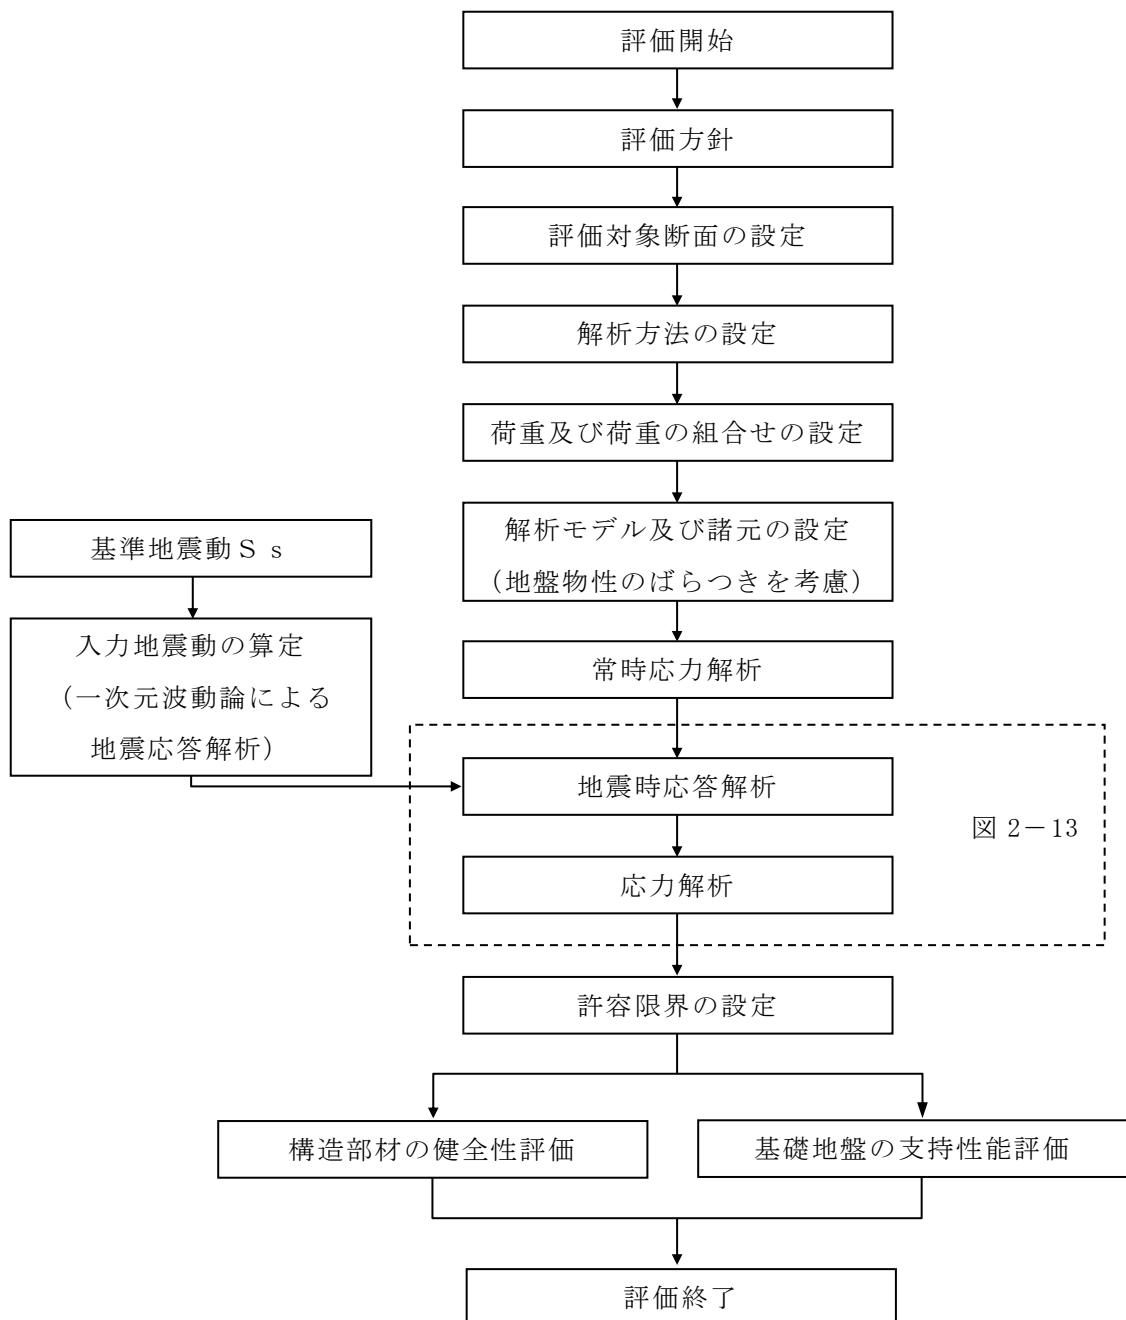 評価開始
評価方針
評価対象断面の設定
解析方法の設定
荷重及び荷重の組合せの設定
解析モデル及び諸元の設定
(地盤物性のばらつきを考慮)
基準地震動Ｓｓ
入力地震動の算定
(一次元波動論による
地震応答解析)
常時応力解析
地震時応答解析
図 2－13
応力解析
許容限界の設定
構造部材の健全性評価
基礎地盤の支持性能評価
評価終了